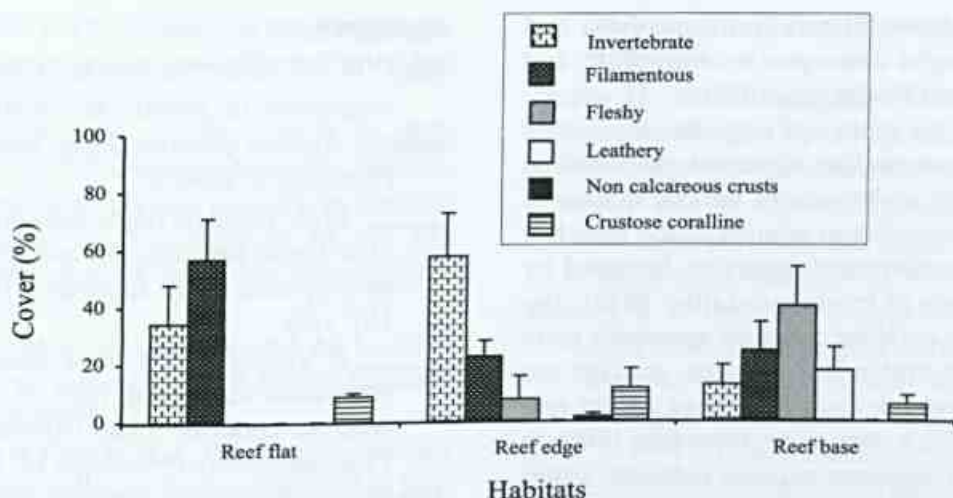 Invertebrate
Filamentous
Fleshy
Leathery
Non calcareous crusts
Crustose coralline
100
80
60
40
20
0
Cover (%)
Reef flat Reef edge Reef base
Habitats